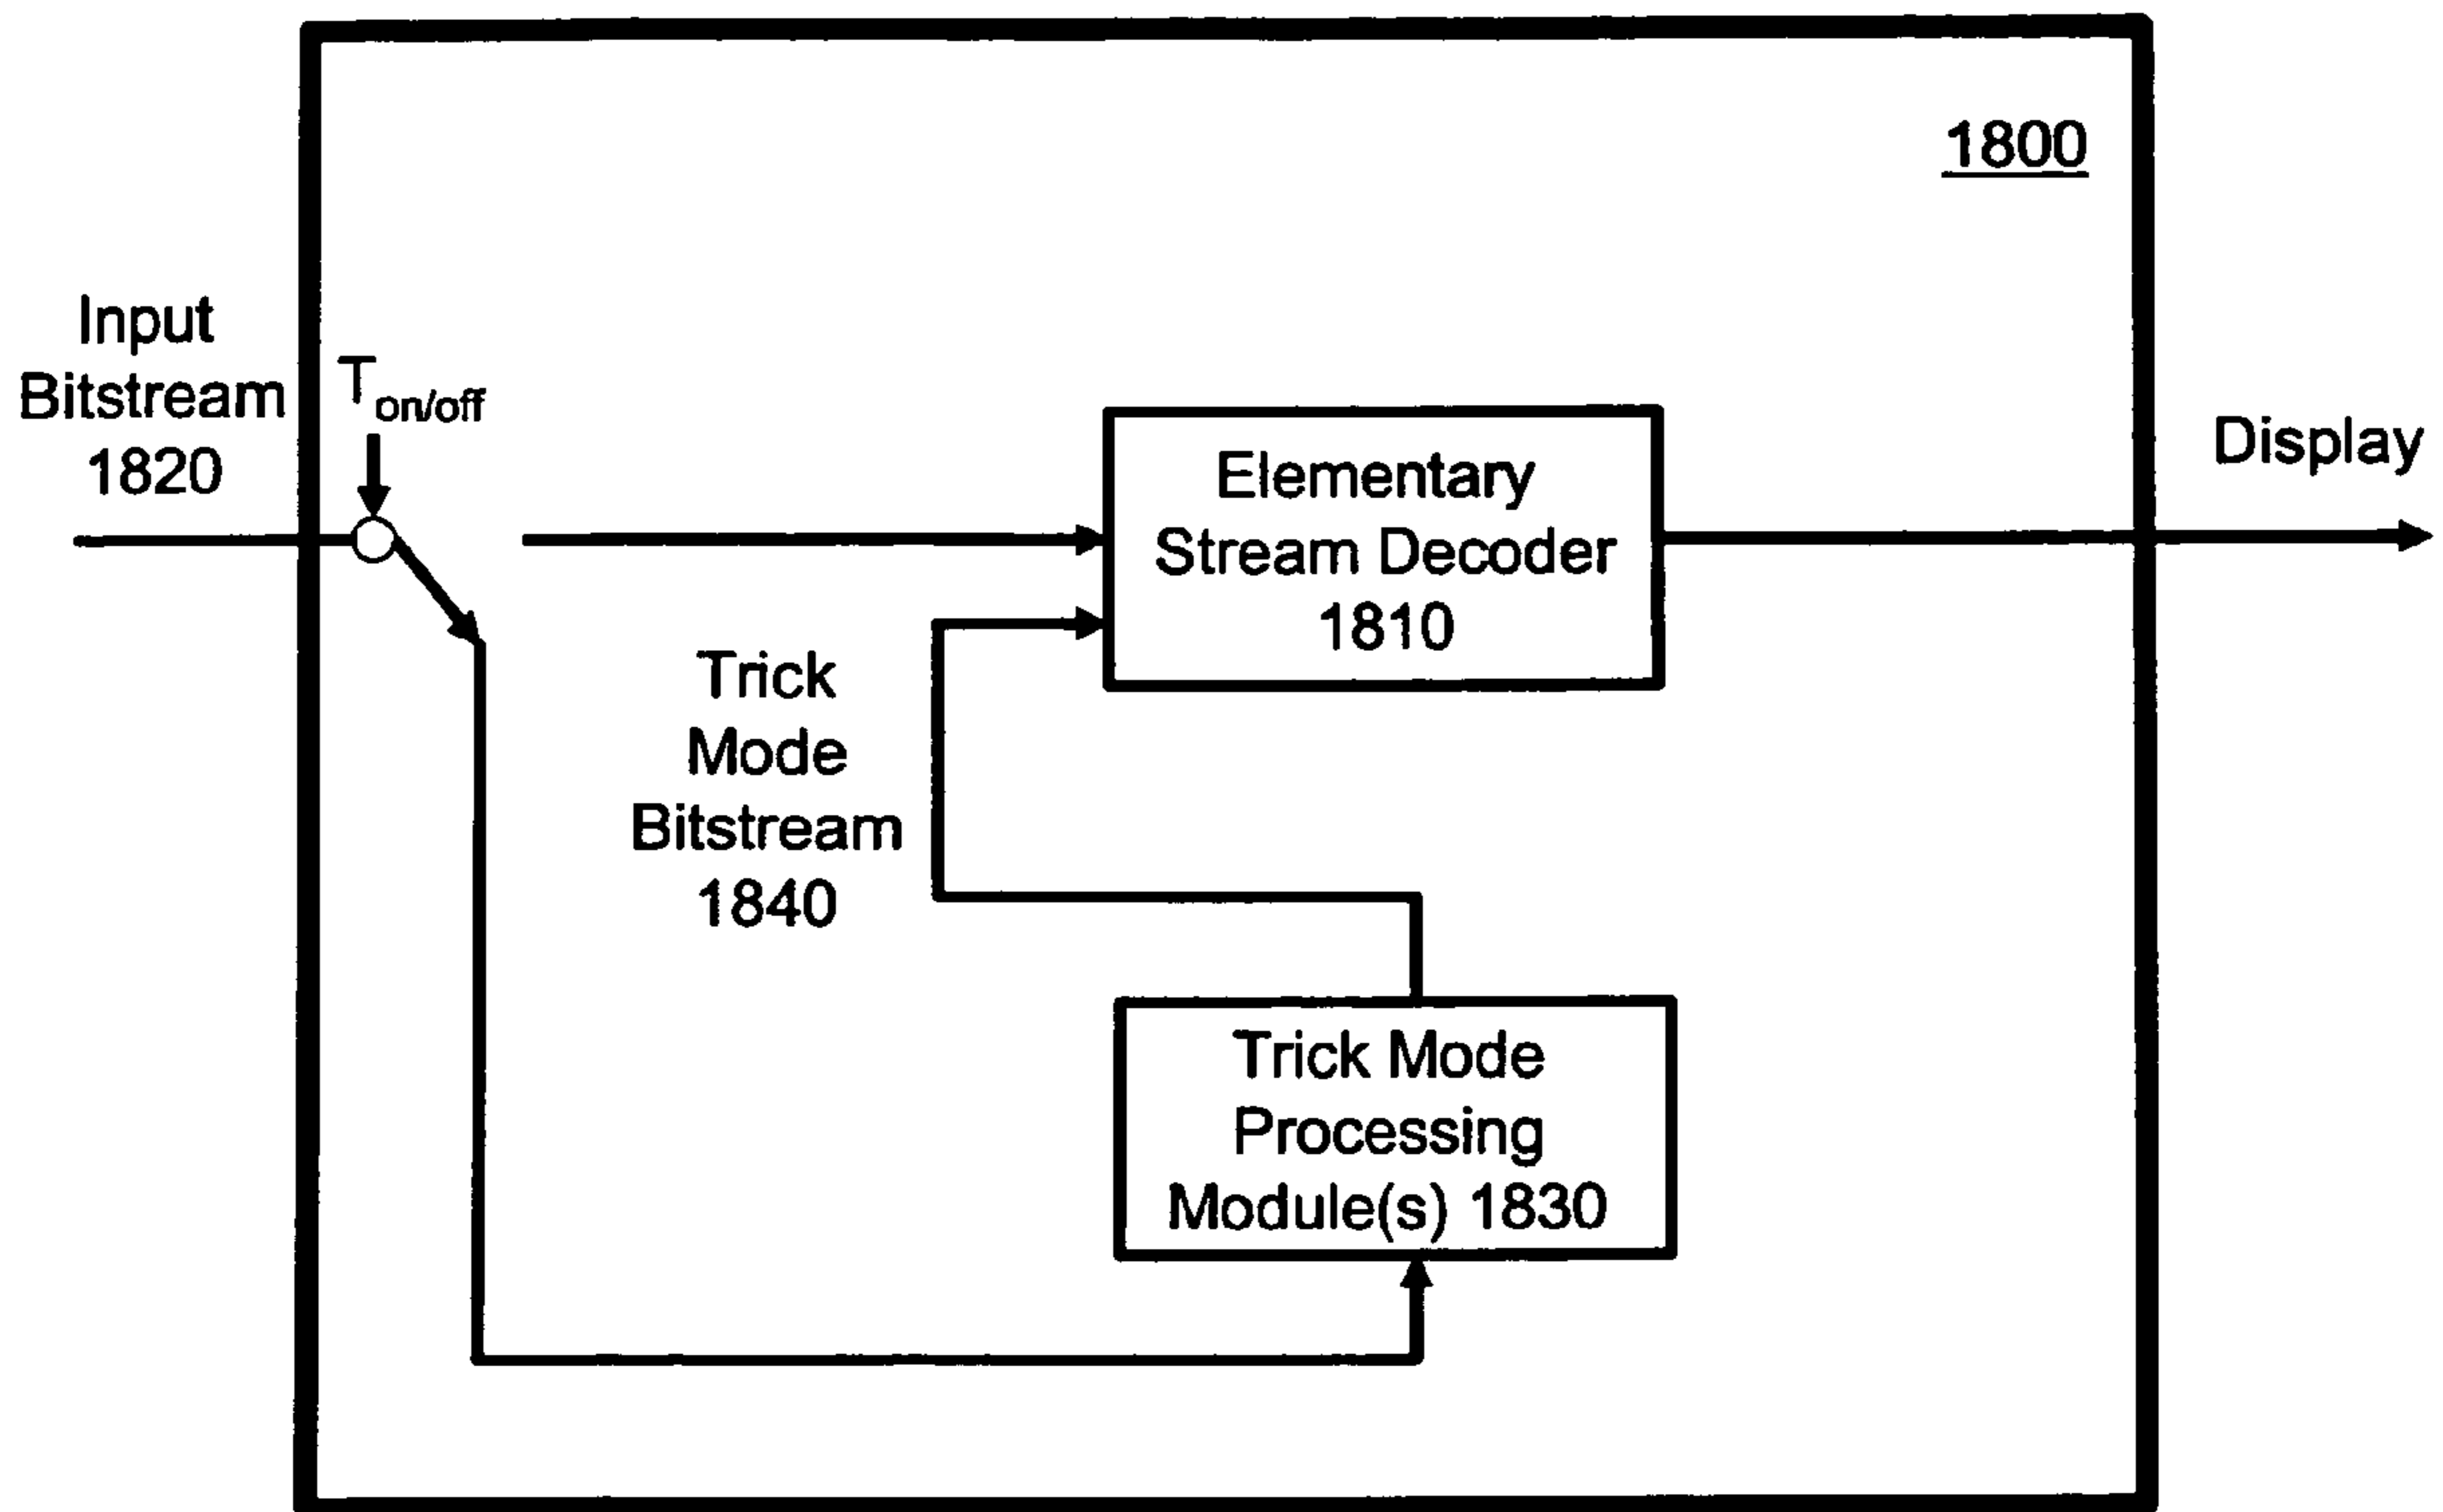 1800
Input
Bitstream
1820
Ton/off
Elementary
Stream Decoder
1810
Display
Trick
Mode
Bitstream
1840
Trick Mode
Processing
Module(s) 1830